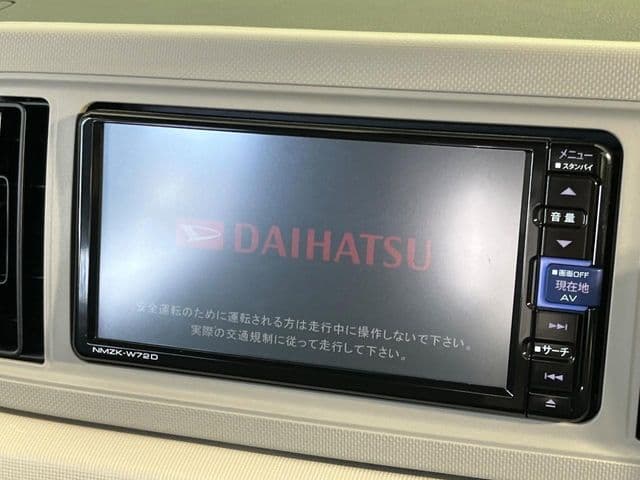 DAIHATSU
安全運転のために運転される方は走行中に操作しないで下さい。
実際の交通規制に従って走行して下さい。
NMZK-W72D
メニュー
■スタンバイ
音量
■画面OFF
現在地
AV
■サーチ